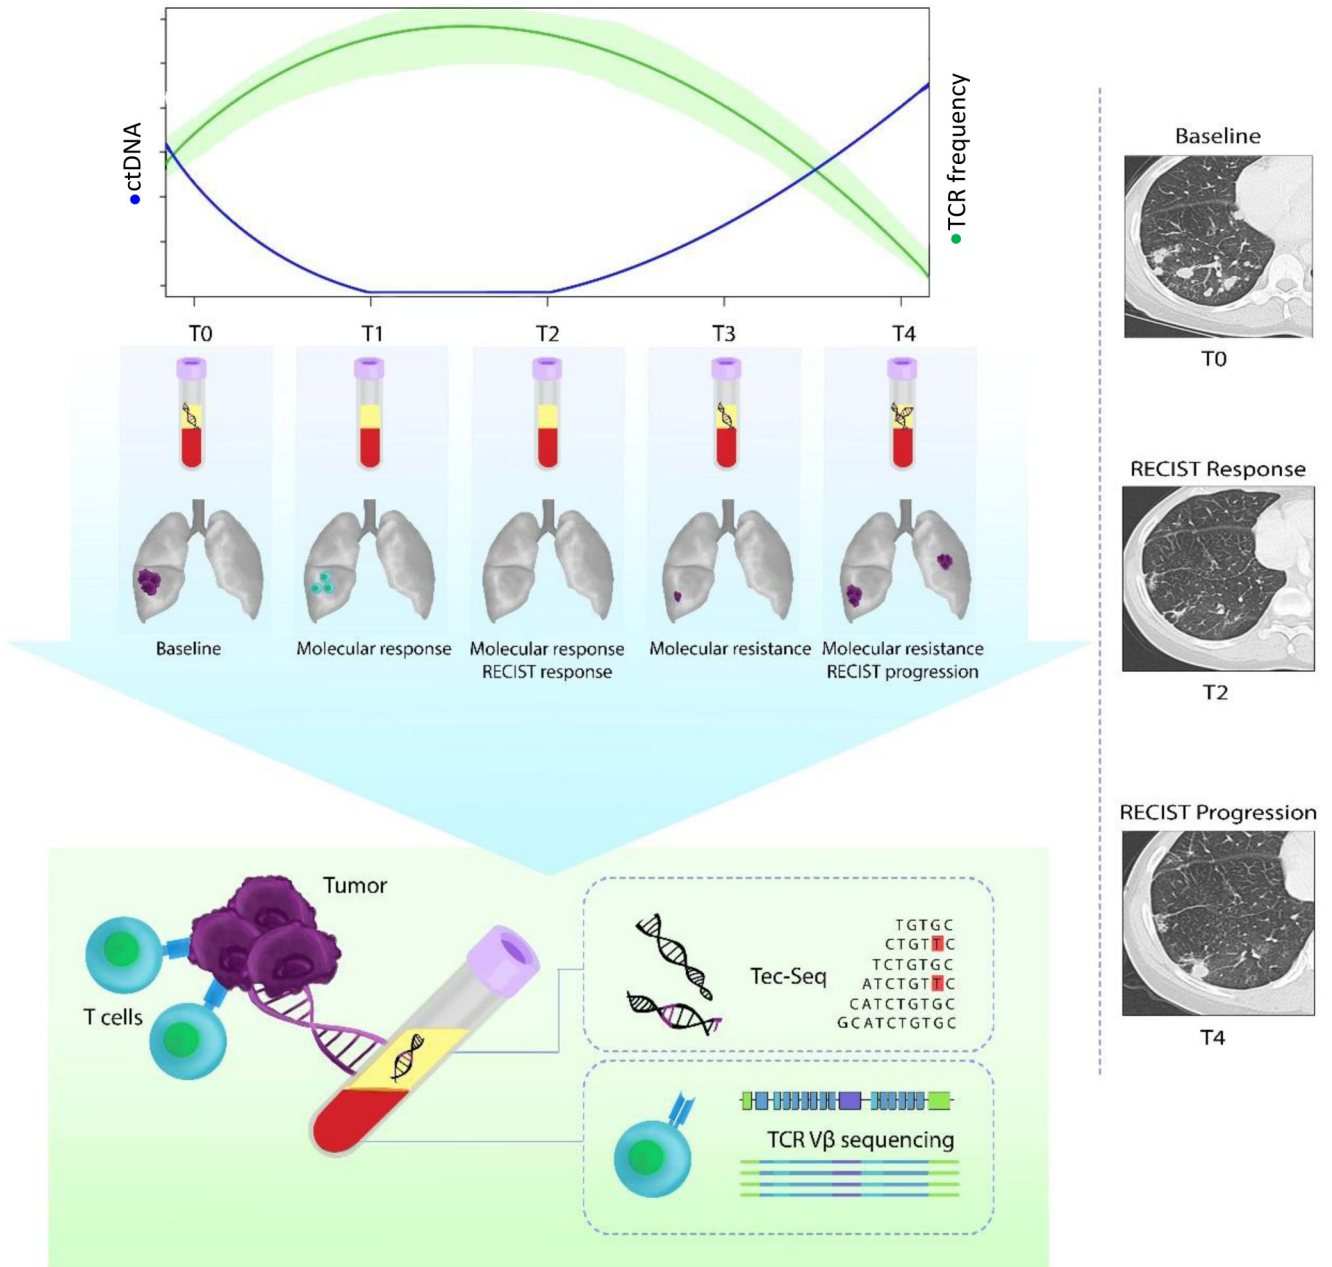 ctDNA
TCR frequency
T0
T1
T2
T3
T4
Baseline
Molecular response
Molecular response
RECIST response
Molecular resistance
Molecular resistance
RECIST progression
Baseline
T0
RECIST Response
T2
RECIST Progression
T4
Tumor
T cells
Tec-Seq
TGTGC
CTGTTC
TCTGTGC
ATCTGTTC
CATCTGTGC
GCATCTGTGC
TCR Vβ sequencing